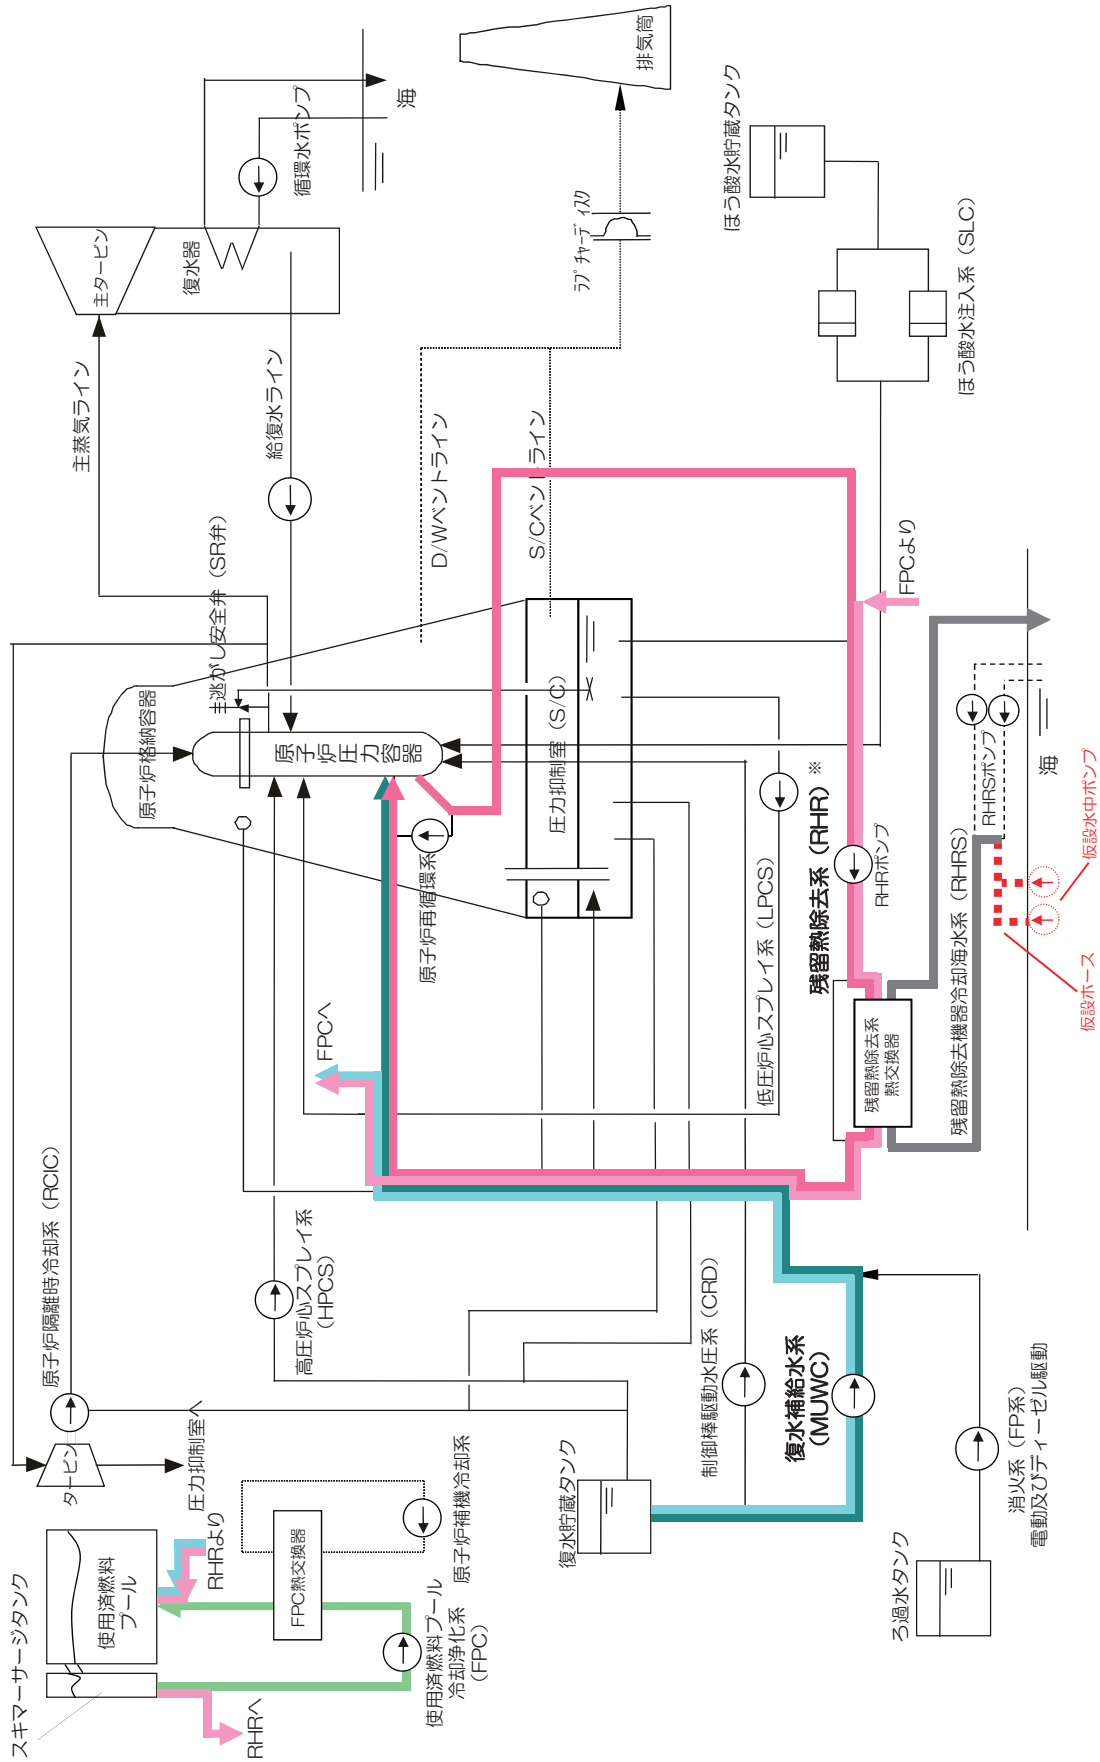 スキマーサージタンク
使用済燃料
プール
RHRへ
RHRより
FPC熱交換器
使用済燃料プール
冷却浄化系
(FPC)
原子炉補機冷却系
タービン
圧力抑制室へ
原子炉隔離時冷却系(RCIC)
高圧炉心スプレイ系
(HPCS)
復水貯蔵タンク
ろ過水タンク
消火系(FP系)
電動及びディーゼル駆動
制御棒駆動水圧系(CRD)
復水補給水系
(MUWC)
FPCへ
原子炉格納容器
原子炉圧力容器
逃がし安全弁(SR弁)
原子炉再循環系
圧力抑制室(S/C)
主蒸気ライン
給復水ライン
主タービン
復水器
循環水ポンプ
海
D/Wベントライン
S/Cベントライン
ラプチャーディスク
排気筒
ほう酸水貯蔵タンク
ほう酸水注入系(SLC)
低圧炉心スプレイ系(LPCS)
残留熱除去系(RHR)※
RHRポンプ
FPCより
残留熱除去系
熱交換器
残留熱除去機器冷却海水系(RHRS)
RHRSポンプ
海
仮設水中ポンプ
仮設ホース